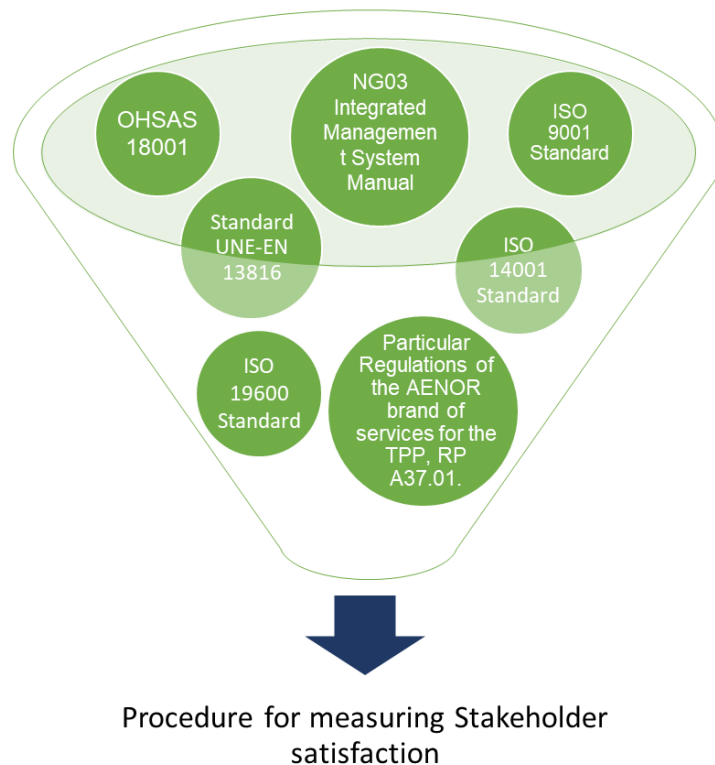 OHSAS
18001
NG03
Integrated
Managemen
t System
Manual
ISO
9001
Standard
Standard
UNE-EN
13816
ISO
14001
Standard
ISO
19600
Standard
Particular
Regulations of
the AENOR
brand of
services for the
TPP, RP
A37.01.
Procedure for measuring Stakeholder
satisfaction